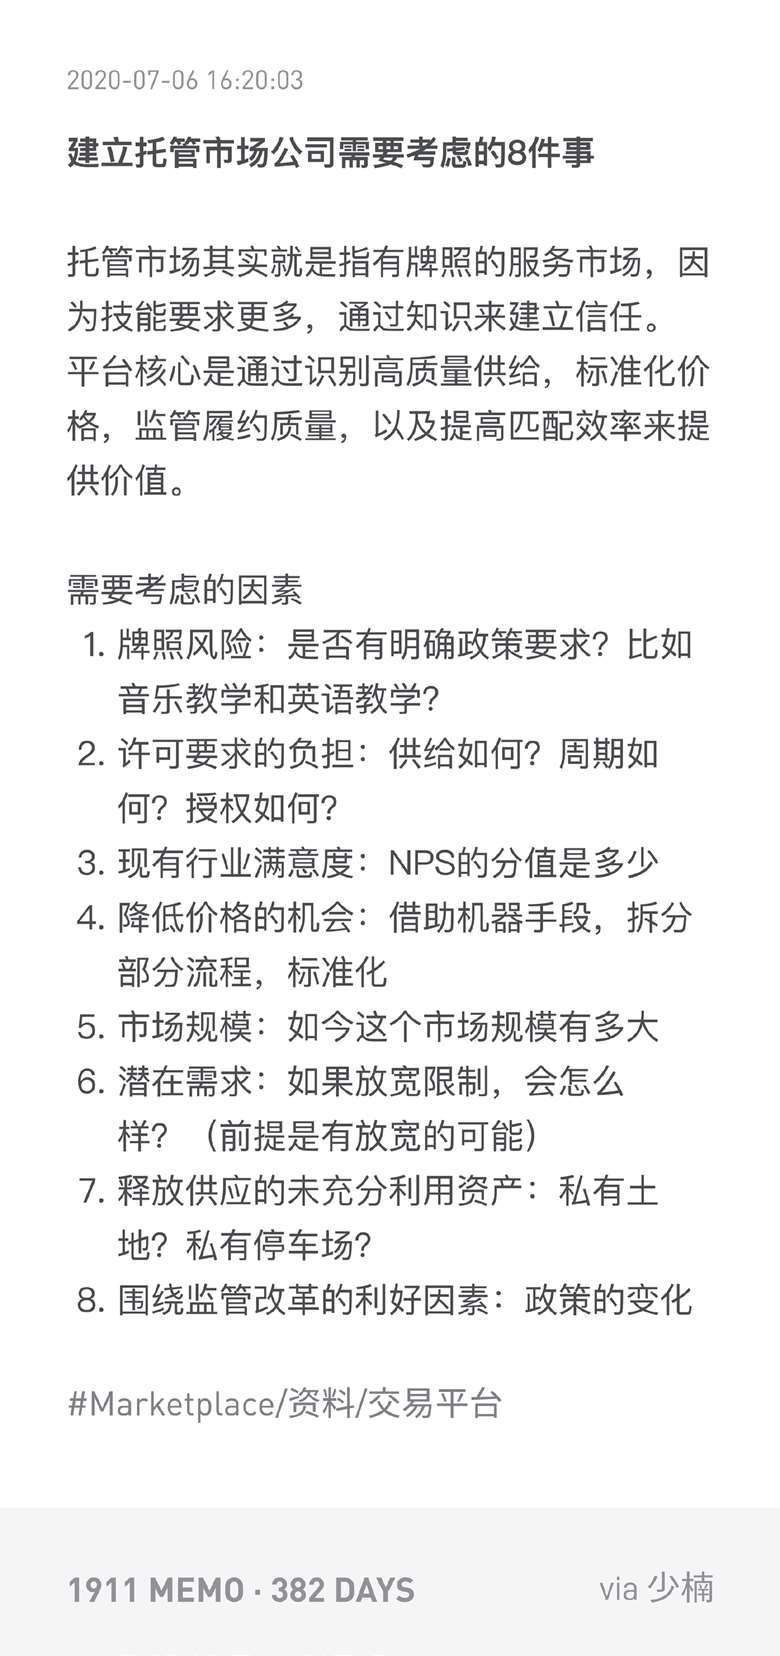 2020-07-06 16:20:03
建立托管市场公司需要考虑的8件事
托管市场其实就是指有牌照的服务市场，因
为技能要求更多，通过知识来建立信任。
平台核心是通过识别高质量供给，标准化价
格，监管履约质量，以及提高匹配效率来提
供价值。
需要考虑的因素
1. 牌照风险：是否有明确政策要求？比如
音乐教学和英语教学？
2. 许可要求的负担：供给如何？周期如
何？授权如何？
3. 现有行业满意度：NPS的分值是多少
4. 降低价格的机会：借助机器手段，拆分
部分流程，标准化
5. 市场规模：如今这个市场规模有多大
6. 潜在需求：如果放宽限制，会怎么
样？（前提是有放宽的可能）
7. 释放供应的未充分利用资产：私有土
地？私有停车场？
8. 围绕监管改革的利好因素：政策的变化
#Marketplace/资料/交易平台
1911 MEMO · 382 DAYS
via 少楠